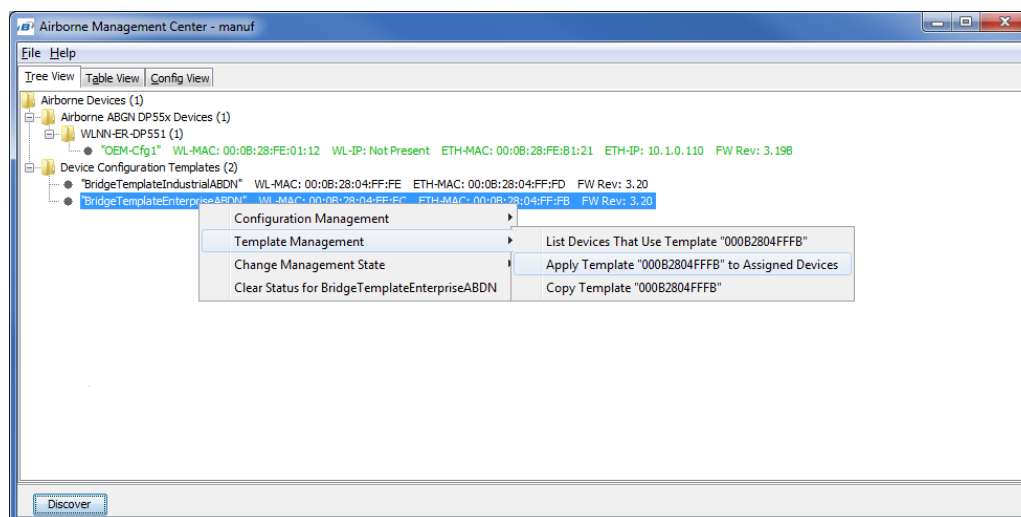 Airborne Management Center - manuf
File Help
Tree View Table View Config View
Airborne Devices (1)
Airborne ABGN DP55x Devices (1)
WLNN-ER-DP551 (1)
"OEM-Cfg1" WL-MAC: 00:0B:28:FE:01:12 WL-IP: Not Present ETH-MAC: 00:0B:28:FE:B1:21 ETH-IP: 10.1.0.110 FW Rev: 3.19B
Device Configuration Templates (2)
"BridgeTemplateIndustrialABDN" WL-MAC: 00:0B:28:04:FF:FE ETH-MAC: 00:0B:28:04:FF:FD FW Rev: 3.20
"BridgeTemplateEnterpriseABDN" WL-MAC: 00:0B:28:04:FF:FC ETH-MAC: 00:0B:28:04:FF:FB FW Rev: 3.20
Configuration Management
Template Management List Devices That Use Template "000B2804FFFB"
Change Management State Apply Template "000B2804FFFB" to Assigned Devices
Clear Status for BridgeTemplateEnterpriseABDN Copy Template "000B2804FFFB"
Discover